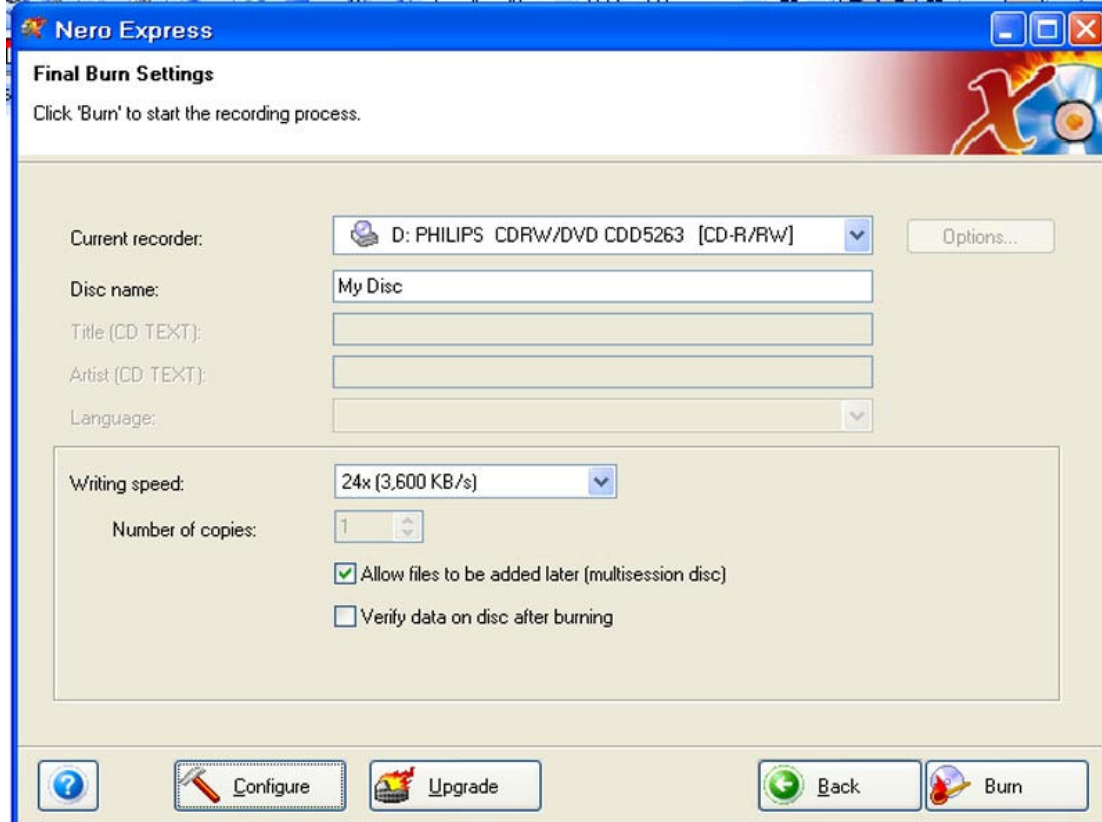 Nero Express
Final Burn Settings
Click 'Burn' to start the recording process.
Current recorder: D: PHILIPS CDRW/DVD CDD5263 [CD-R/RW] Options...
Disc name: My Disc
Title (CD TEXT):
Artist (CD TEXT):
Language:
Writing speed: 24x (3,600 KB/s)
Number of copies: 1
Allow files to be added later (multisession disc)
Verify data on disc after burning
? Configure Upgrade Back Burn